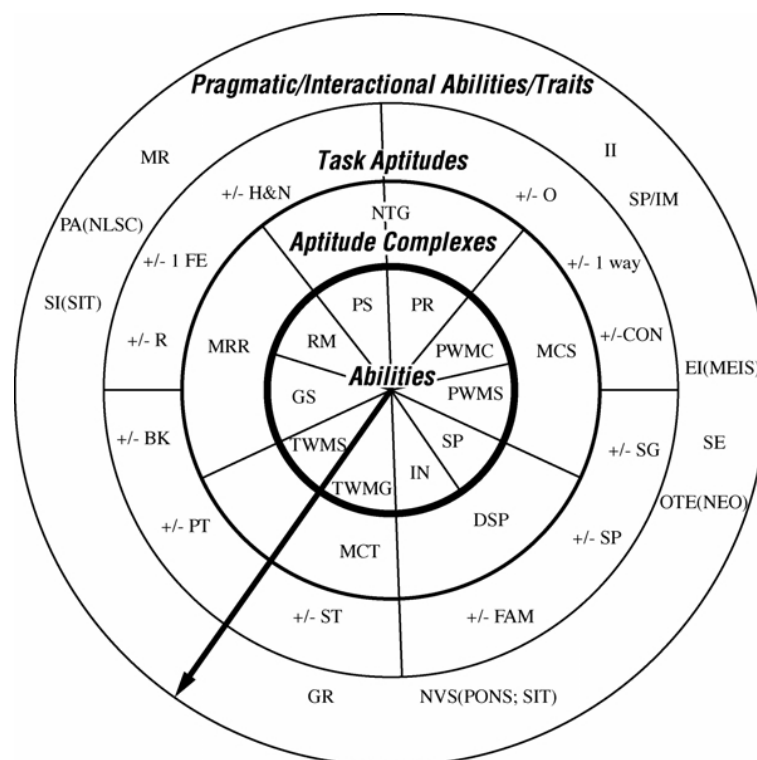 Pragmatic/Interactional Abilities/Traits
MR
II
Task Aptitudes
+/- H&N
+/- O
SP/IM
NTG
PA(NLSC)
Aptitude Complexes
+/- 1 FE
+/- 1 way
SI(SIT)
PS
PR
+/- R
MRR
RM
PWMC
MCS
+/-CON
EI(MEIS)
Abilities
GS
PWMS
+/- BK
TWMS
SP
+/- SG
SE
IN
TWMG
OTE(NEO)
+/- PT
DSP
+/- SP
MCT
+/- ST
+/- FAM
GR
NVS(PONS; SIT)